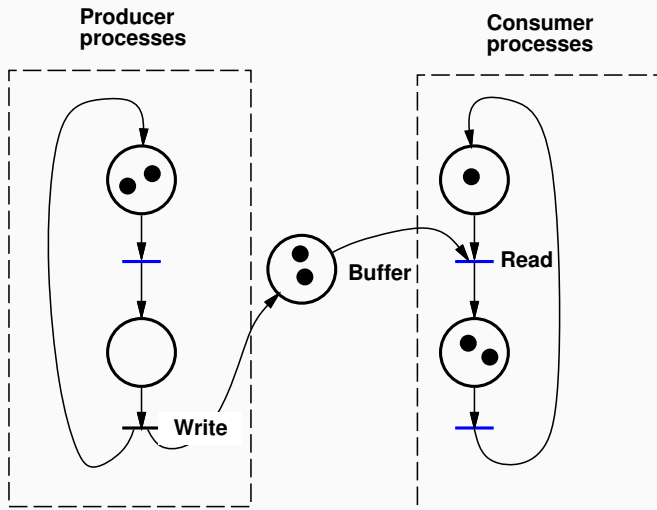 Producer
processes
Consumer
processes
Buffer
Read
Write